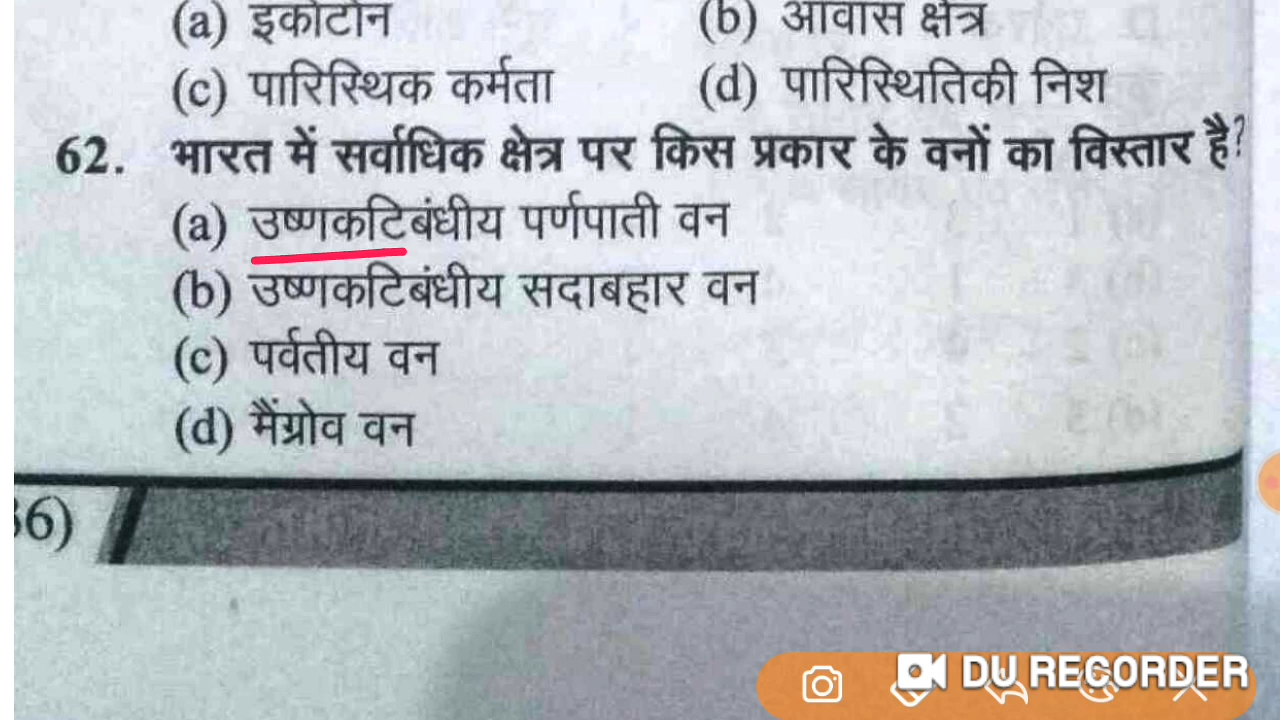 (a) इकोटोन (b) आवास क्षेत्र
(c) पारिस्थिक कर्मता (d) पारिस्थितिकी निश
62. भारत में सर्वाधिक क्षेत्र पर किस प्रकार के वनों का विस्तार है?
(a) उष्णकटिबंधीय पर्णपाती वन
(b) उष्णकटिबंधीय सदाबहार वन
(c) पर्वतीय वन
(d) मैंग्रोव वन
6)
DU RECORDER